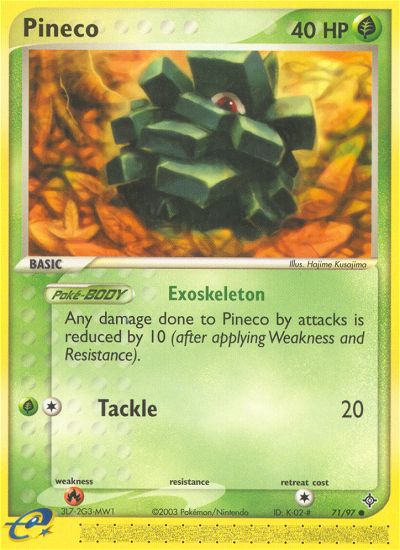 Pineco 40 HP
BASIC
Illus. Hajime Kusajima
Poké-BODY Exoskeleton
Any damage done to Pineco by attacks is
reduced by 10 (after applying Weakness and
Resistance).
Tackle 20
weakness resistance retreat cost
3L7-2G3-MW1 ©2003 Pokémon/Nintendo ID: K-02-# 71/97
e